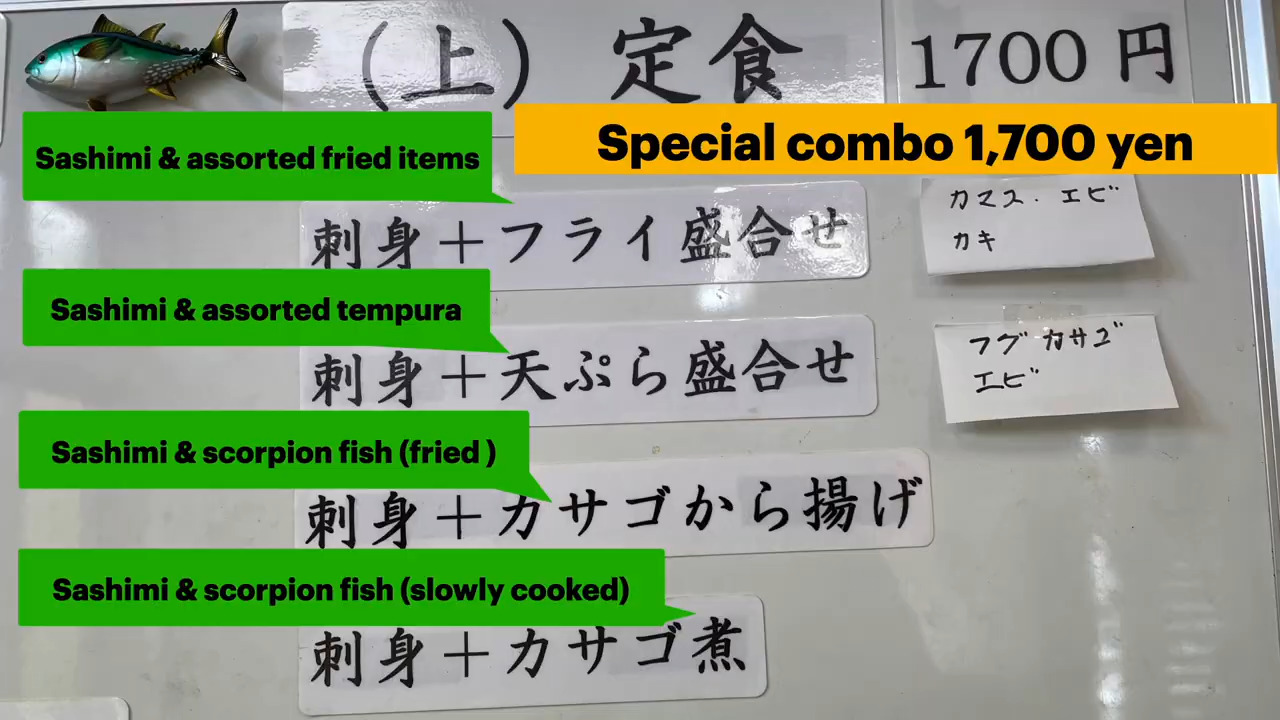 (上) 定食 1700円
Special combo 1,700 yen
Sashimi & assorted fried items
刺身+フライ盛合せ
カマス.エビ
カキ
Sashimi & assorted tempura
刺身+天ぷら盛合せ
フグ カサゴ
エビ
Sashimi & scorpion fish (fried )
刺身+カサゴから揚げ
Sashimi & scorpion fish (slowly cooked)
刺身+カサゴ煮